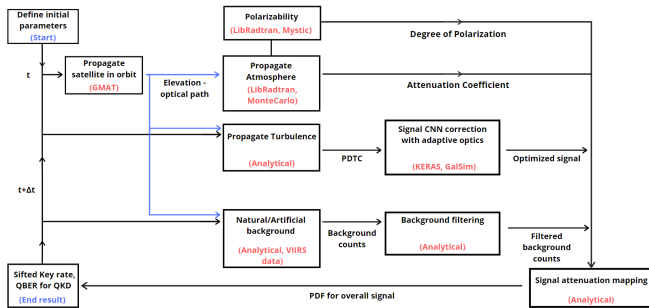 Define initial
parameters
(Start)
Polarizability
(LibRadtran, Mystic)
Degree of Polarization
t
Propagate
satellite in orbit
(GMAT)
Elevation -
optical path
Propagate
Atmosphere
(LibRadtran,
MonteCarlo)
Attenuation Coefficient
Propagate Turbulence
(Analytical)
PDTC
Signal CNN correction
with adaptive optics
(KERAS, GalSim)
Optimized signal
t+Δt
Natural/Artificial
background
(Analytical, VIIRS
data)
Background
counts
Background filtering
(Analytical)
Filtered
background
counts
Sifted Key rate,
QBER for QKD
(End result)
PDF for overall signal
Signal attenuation mapping
(Analytical)